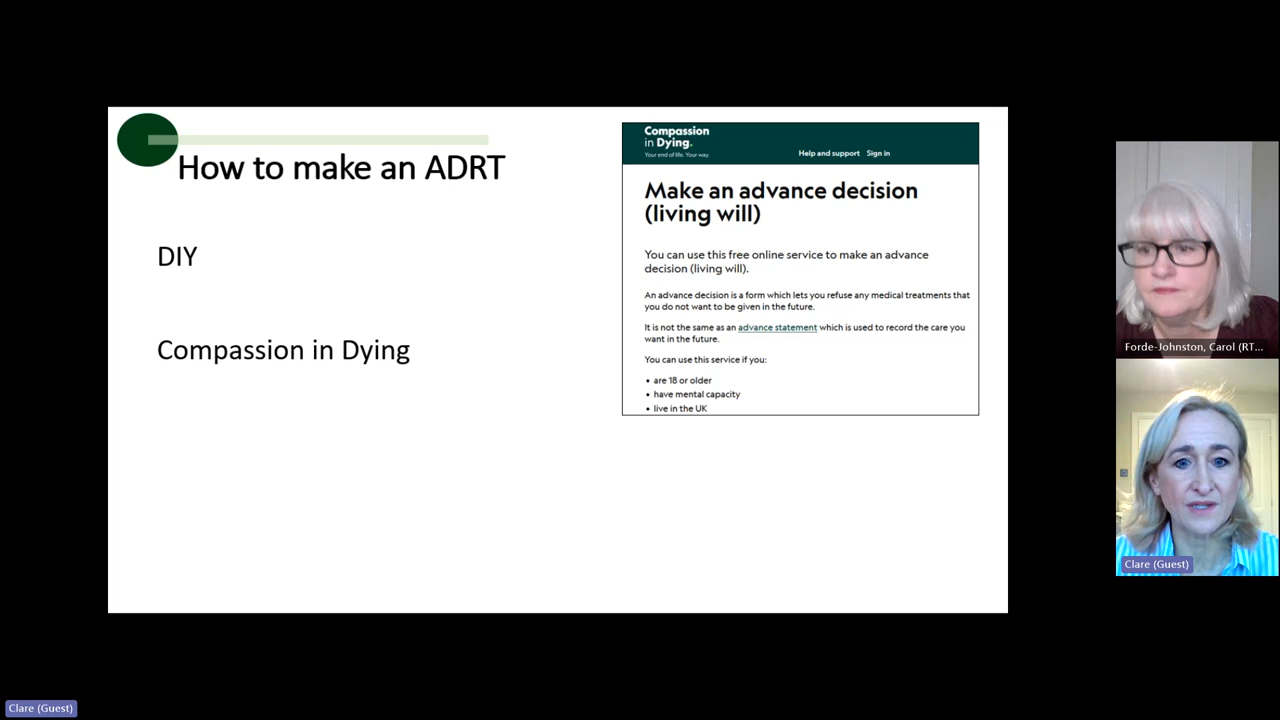 How to make an ADRT
DIY
Compassion in Dying
Compassion
in Dying.
Your end of life. Your way.
Help and support Sign in
Make an advance decision
(living will)
You can use this free online service to make an advance
decision (living will).
An advance decision is a form which lets you refuse any medical treatments that
you do not want to be given in the future.
It is not the same as an advance statement which is used to record the care you
want in the future.
You can use this service if you:
• are 18 or older
• have mental capacity
• live in the UK
Forde-Johnston, Carol (RT...
Clare (Guest)
Clare (Guest)